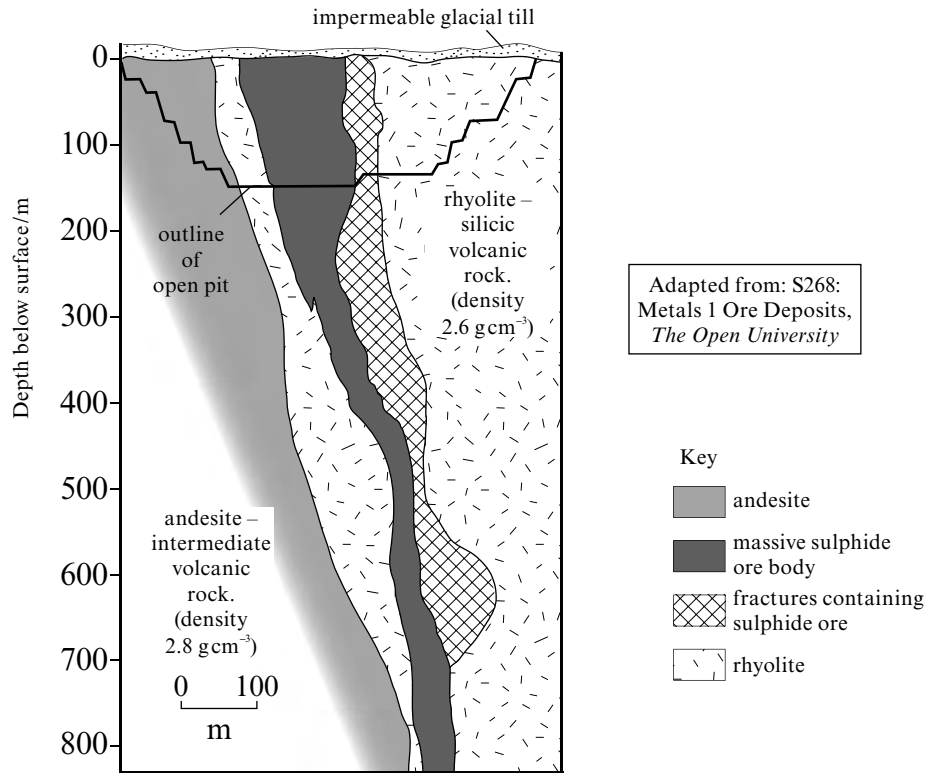 impermeable glacial till
0
100
200
300
400
500
600
700
800
Depth below surface/m
outline
of
open pit
rhyolite –
silicic
volcanic
rock.
(density
2.6 g cm⁻³)
andesite –
intermediate
volcanic
rock.
(density
2.8 g cm⁻³)
0 100
m
Adapted from: S268:
Metals 1 Ore Deposits,
The Open University
Key
andesite
massive sulphide
ore body
fractures containing
sulphide ore
rhyolite